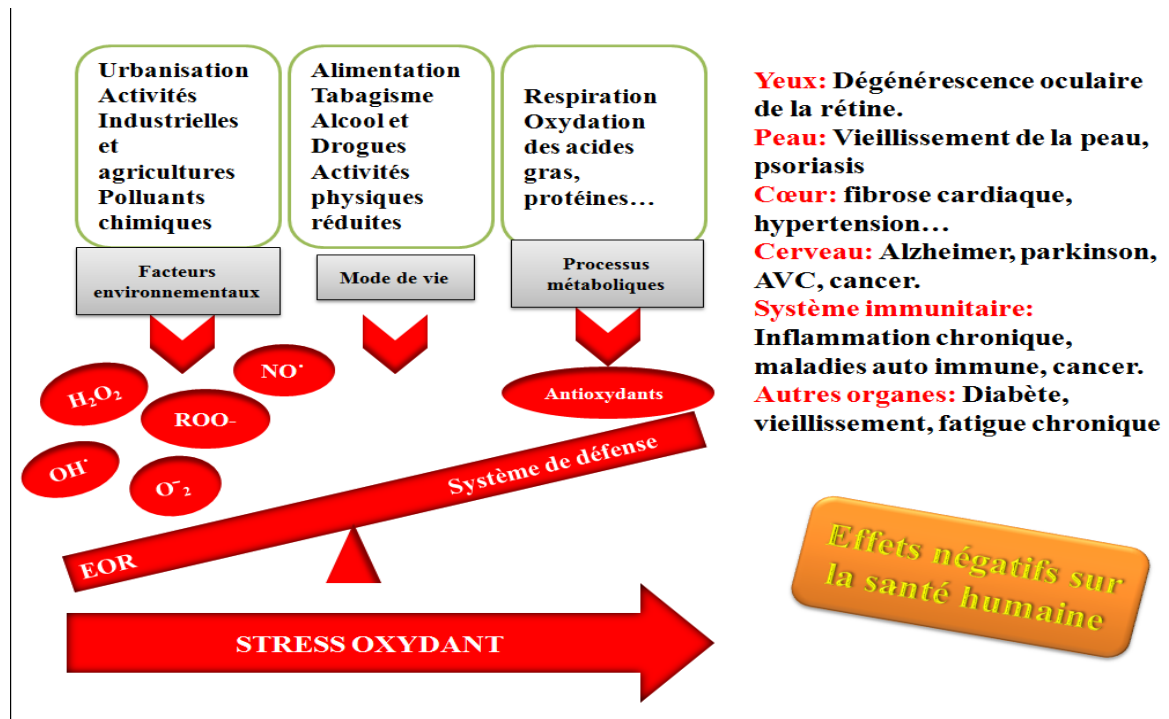 Urbanisation
Activités
Industrielles
et
agricultures
Polluants
chimiques
Alimentation
Tabagisme
Alcool et
Drogues
Activités
physiques
réduites
Respiration
Oxydation
des acides
gras,
protéines…
Facteurs
environnementaux
Mode de vie
Processus
métaboliques
H₂O₂
NO˙
ROO-
OH˙
O⁻₂
Antioxydants
Système de défense
EOR
STRESS OXYDANT
Yeux: Dégénérescence oculaire
de la rétine.
Peau: Vieillissement de la peau,
psoriasis
Cœur: fibrose cardiaque,
hypertension…
Cerveau: Alzheimer, parkinson,
AVC, cancer.
Système immunitaire:
Inflammation chronique,
maladies auto immune, cancer.
Autres organes: Diabète,
vieillissement, fatigue chronique
Effets négatifs sur
la santé humaine